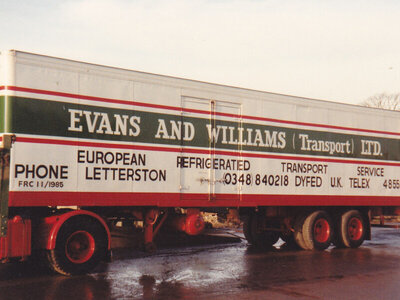 EVANS AND WILLIAMS (Transport) LTD.
EUROPEAN REFRIGERATED TRANSPORT SERVICE
PHONE LETTERSTON 0348 840218 DYFED U.K. TELEX 4855
FRC 11/1985